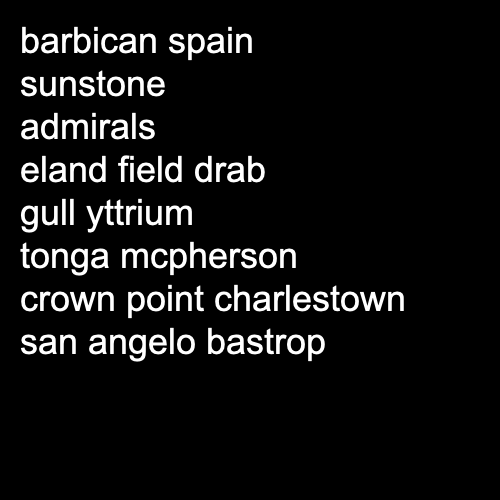 barbican spain
sunstone
admirals
eland field drab
gull yttrium
tonga mcpherson
crown point charlestown
san angelo bastrop